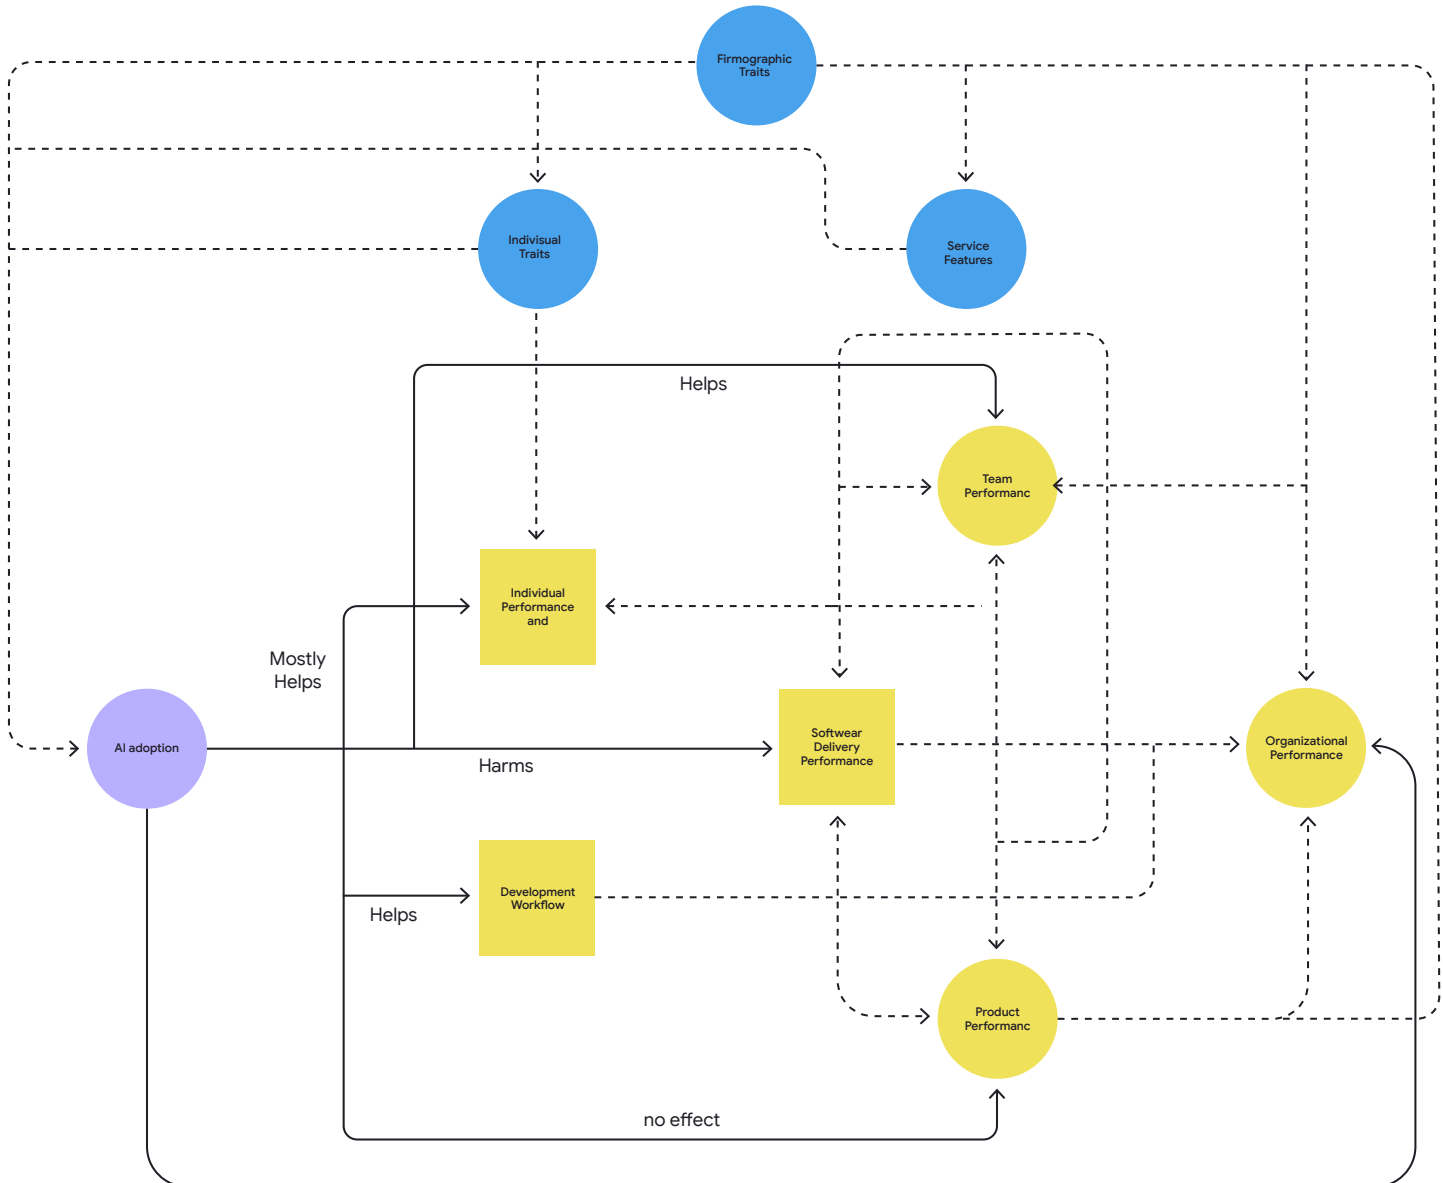 Firmographic
Traits
Indivisual
Traits
Service
Features
Helps
Team
Performanc
Individual
Performance
and
Mostly
Helps
AI adoption
Harms
Softwear
Delivery
Performance
Organizational
Performance
Development
Workflow
Helps
Product
Performanc
no effect